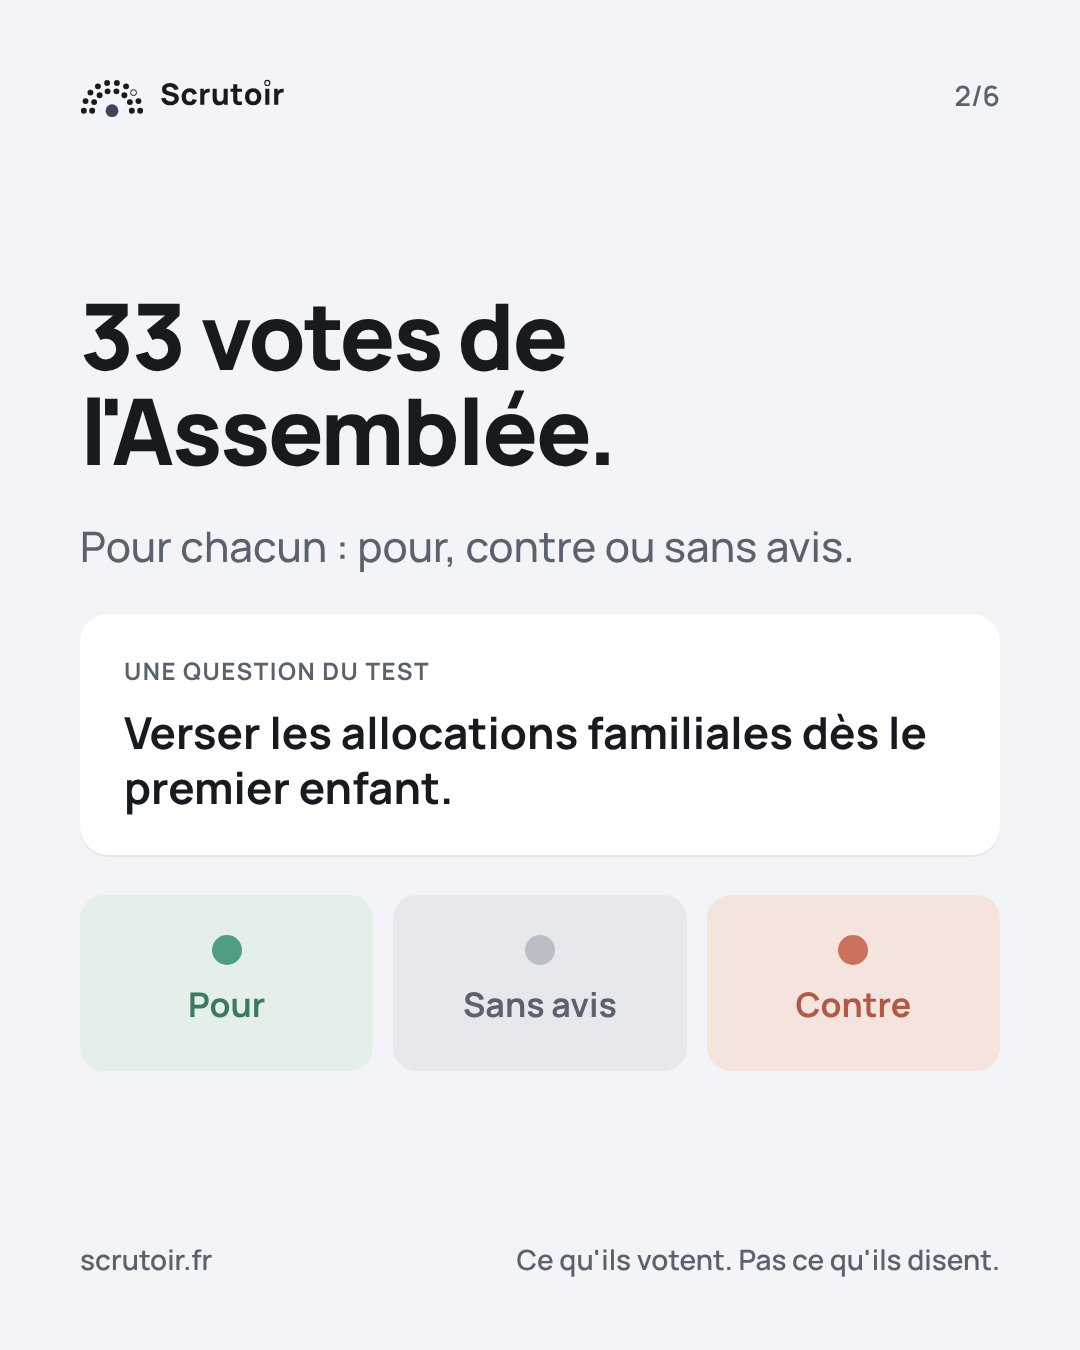 Scrutoir
2/6
33 votes de
l'Assemblée.
Pour chacun : pour, contre ou sans avis.
UNE QUESTION DU TEST
Verser les allocations familiales dès le
premier enfant.
Pour
Sans avis
Contre
scrutoir.fr
Ce qu'ils votent. Pas ce qu'ils disent.